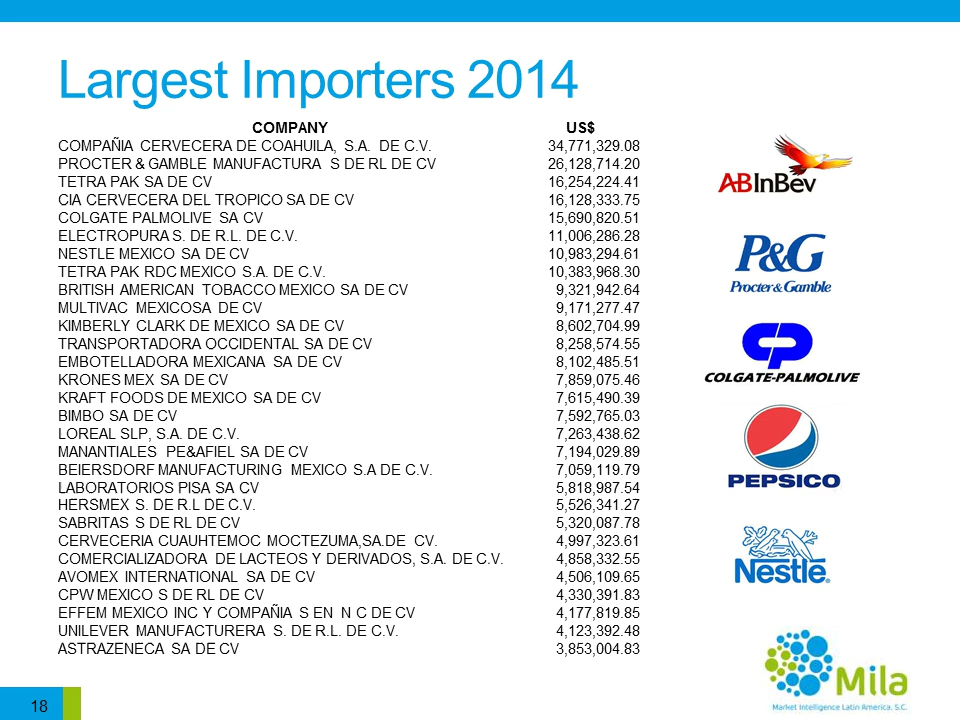 Largest Importers 2014
COMPANY US$
COMPAÑIA CERVECERA DE COAHUILA, S.A. DE C.V. 34,771,329.08
PROCTER & GAMBLE MANUFACTURA S DE RL DE CV 26,128,714.20
TETRA PAK SA DE CV 16,254,224.41
CIA CERVECERA DEL TROPICO SA DE CV 16,128,333.75
COLGATE PALMOLIVE SA CV 15,690,820.51
ELECTROPURA S. DE R.L. DE C.V. 11,006,286.28
NESTLE MEXICO SA DE CV 10,983,294.61
TETRA PAK RDC MEXICO S.A. DE C.V. 10,383,968.30
BRITISH AMERICAN TOBACCO MEXICO SA DE CV 9,321,942.64
MULTIVAC MEXICOSA DE CV 9,171,277.47
KIMBERLY CLARK DE MEXICO SA DE CV 8,602,704.99
TRANSPORTADORA OCCIDENTAL SA DE CV 8,258,574.55
EMBOTELLADORA MEXICANA SA DE CV 8,102,485.51
KRONES MEX SA DE CV 7,859,075.46
KRAFT FOODS DE MEXICO SA DE CV 7,615,490.39
BIMBO SA DE CV 7,592,765.03
LOREAL SLP, S.A. DE C.V. 7,263,438.62
MANANTIALES PE&AFIEL SA DE CV 7,194,029.89
BEIERSDORF MANUFACTURING MEXICO S.A DE C.V. 7,059,119.79
LABORATORIOS PISA SA CV 5,818,987.54
HERSMEX S. DE R.L DE C.V. 5,526,341.27
SABRITAS S DE RL DE CV 5,320,087.78
CERVECERIA CUAUHTEMOC MOCTEZUMA,SA.DE CV. 4,997,323.61
COMERCIALIZADORA DE LACTEOS Y DERIVADOS, S.A. DE C.V. 4,858,332.55
AVOMEX INTERNATIONAL SA DE CV 4,506,109.65
CPW MEXICO S DE RL DE CV 4,330,391.83
EFFEM MEXICO INC Y COMPAÑIA S EN N C DE CV 4,177,819.85
UNILEVER MANUFACTURERA S. DE R.L. DE C.V. 4,123,392.48
ASTRAZENECA SA DE CV 3,853,004.83
ABInBev
P&G
Procter & Gamble
CP
COLGATE-PALMOLIVE
PEPSICO
Nestlé
Mila
Market Intelligence Latin America, S.C.
18